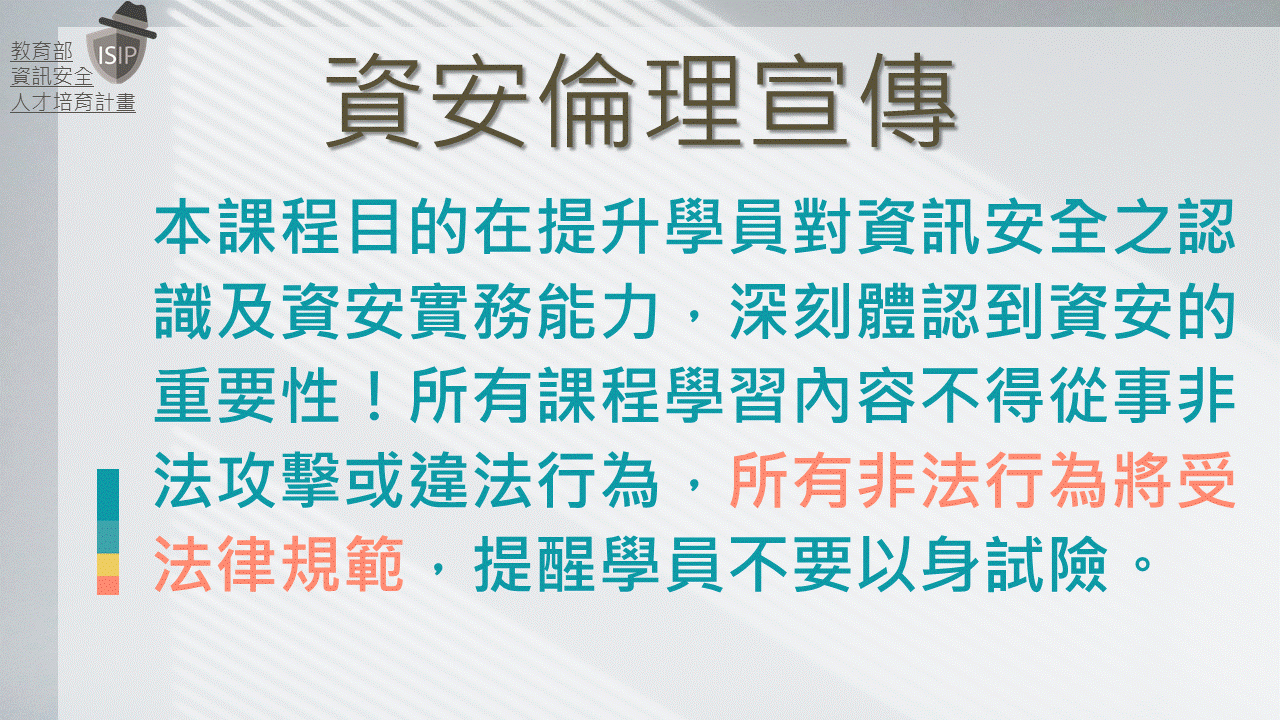 教育部
ISIP
資訊安全
人才培育計畫
資安倫理宣傳
本課程目的在提升學員對資訊安全之認
識及資安實務能力，深刻體認到資安的
重要性！所有課程學習內容不得從事非
法攻擊或違法行為，所有非法行為將受
法律規範，提醒學員不要以身試險。